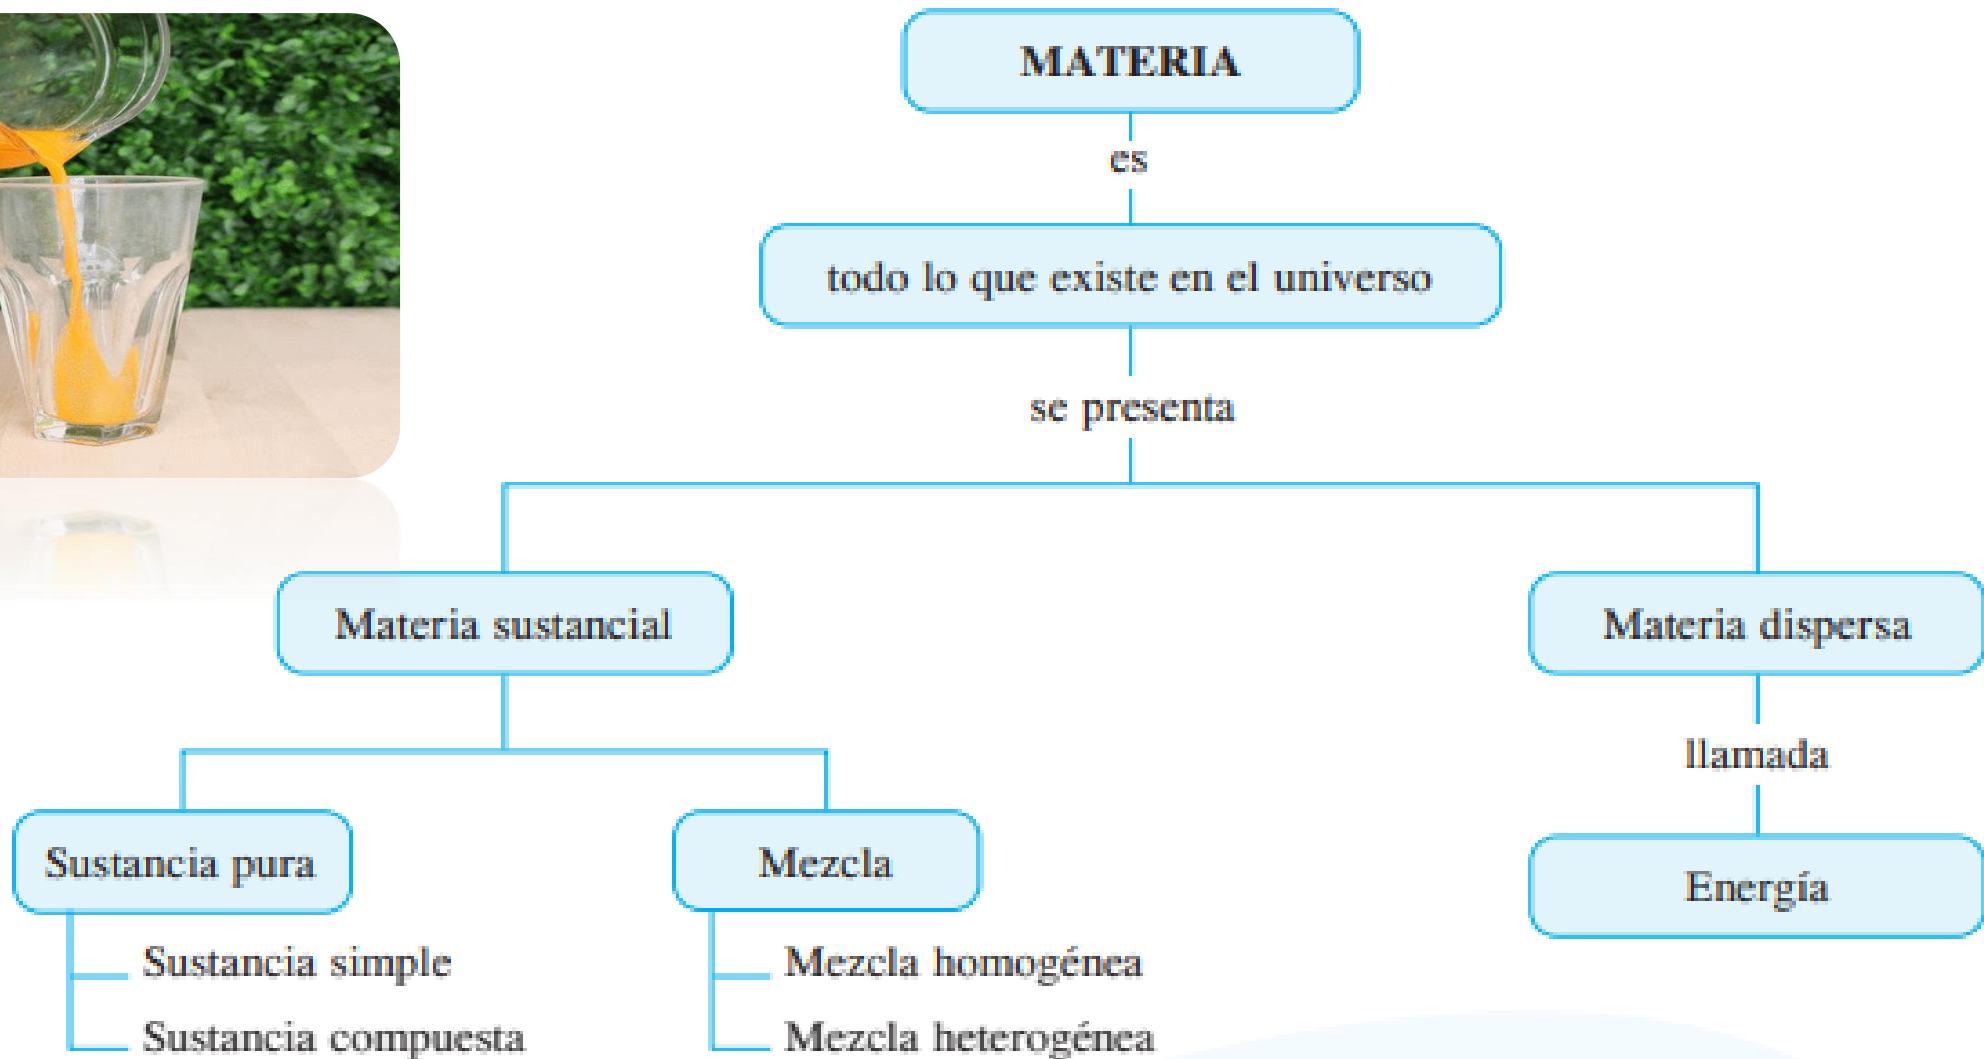 MATERIA
es
todo lo que existe en el universo
se presenta
Materia sustancial
Materia dispersa
llamada
Sustancia pura
Mezcla
Energía
Sustancia simple
Sustancia compuesta
Mezcla homogénea
Mezcla heterogénea